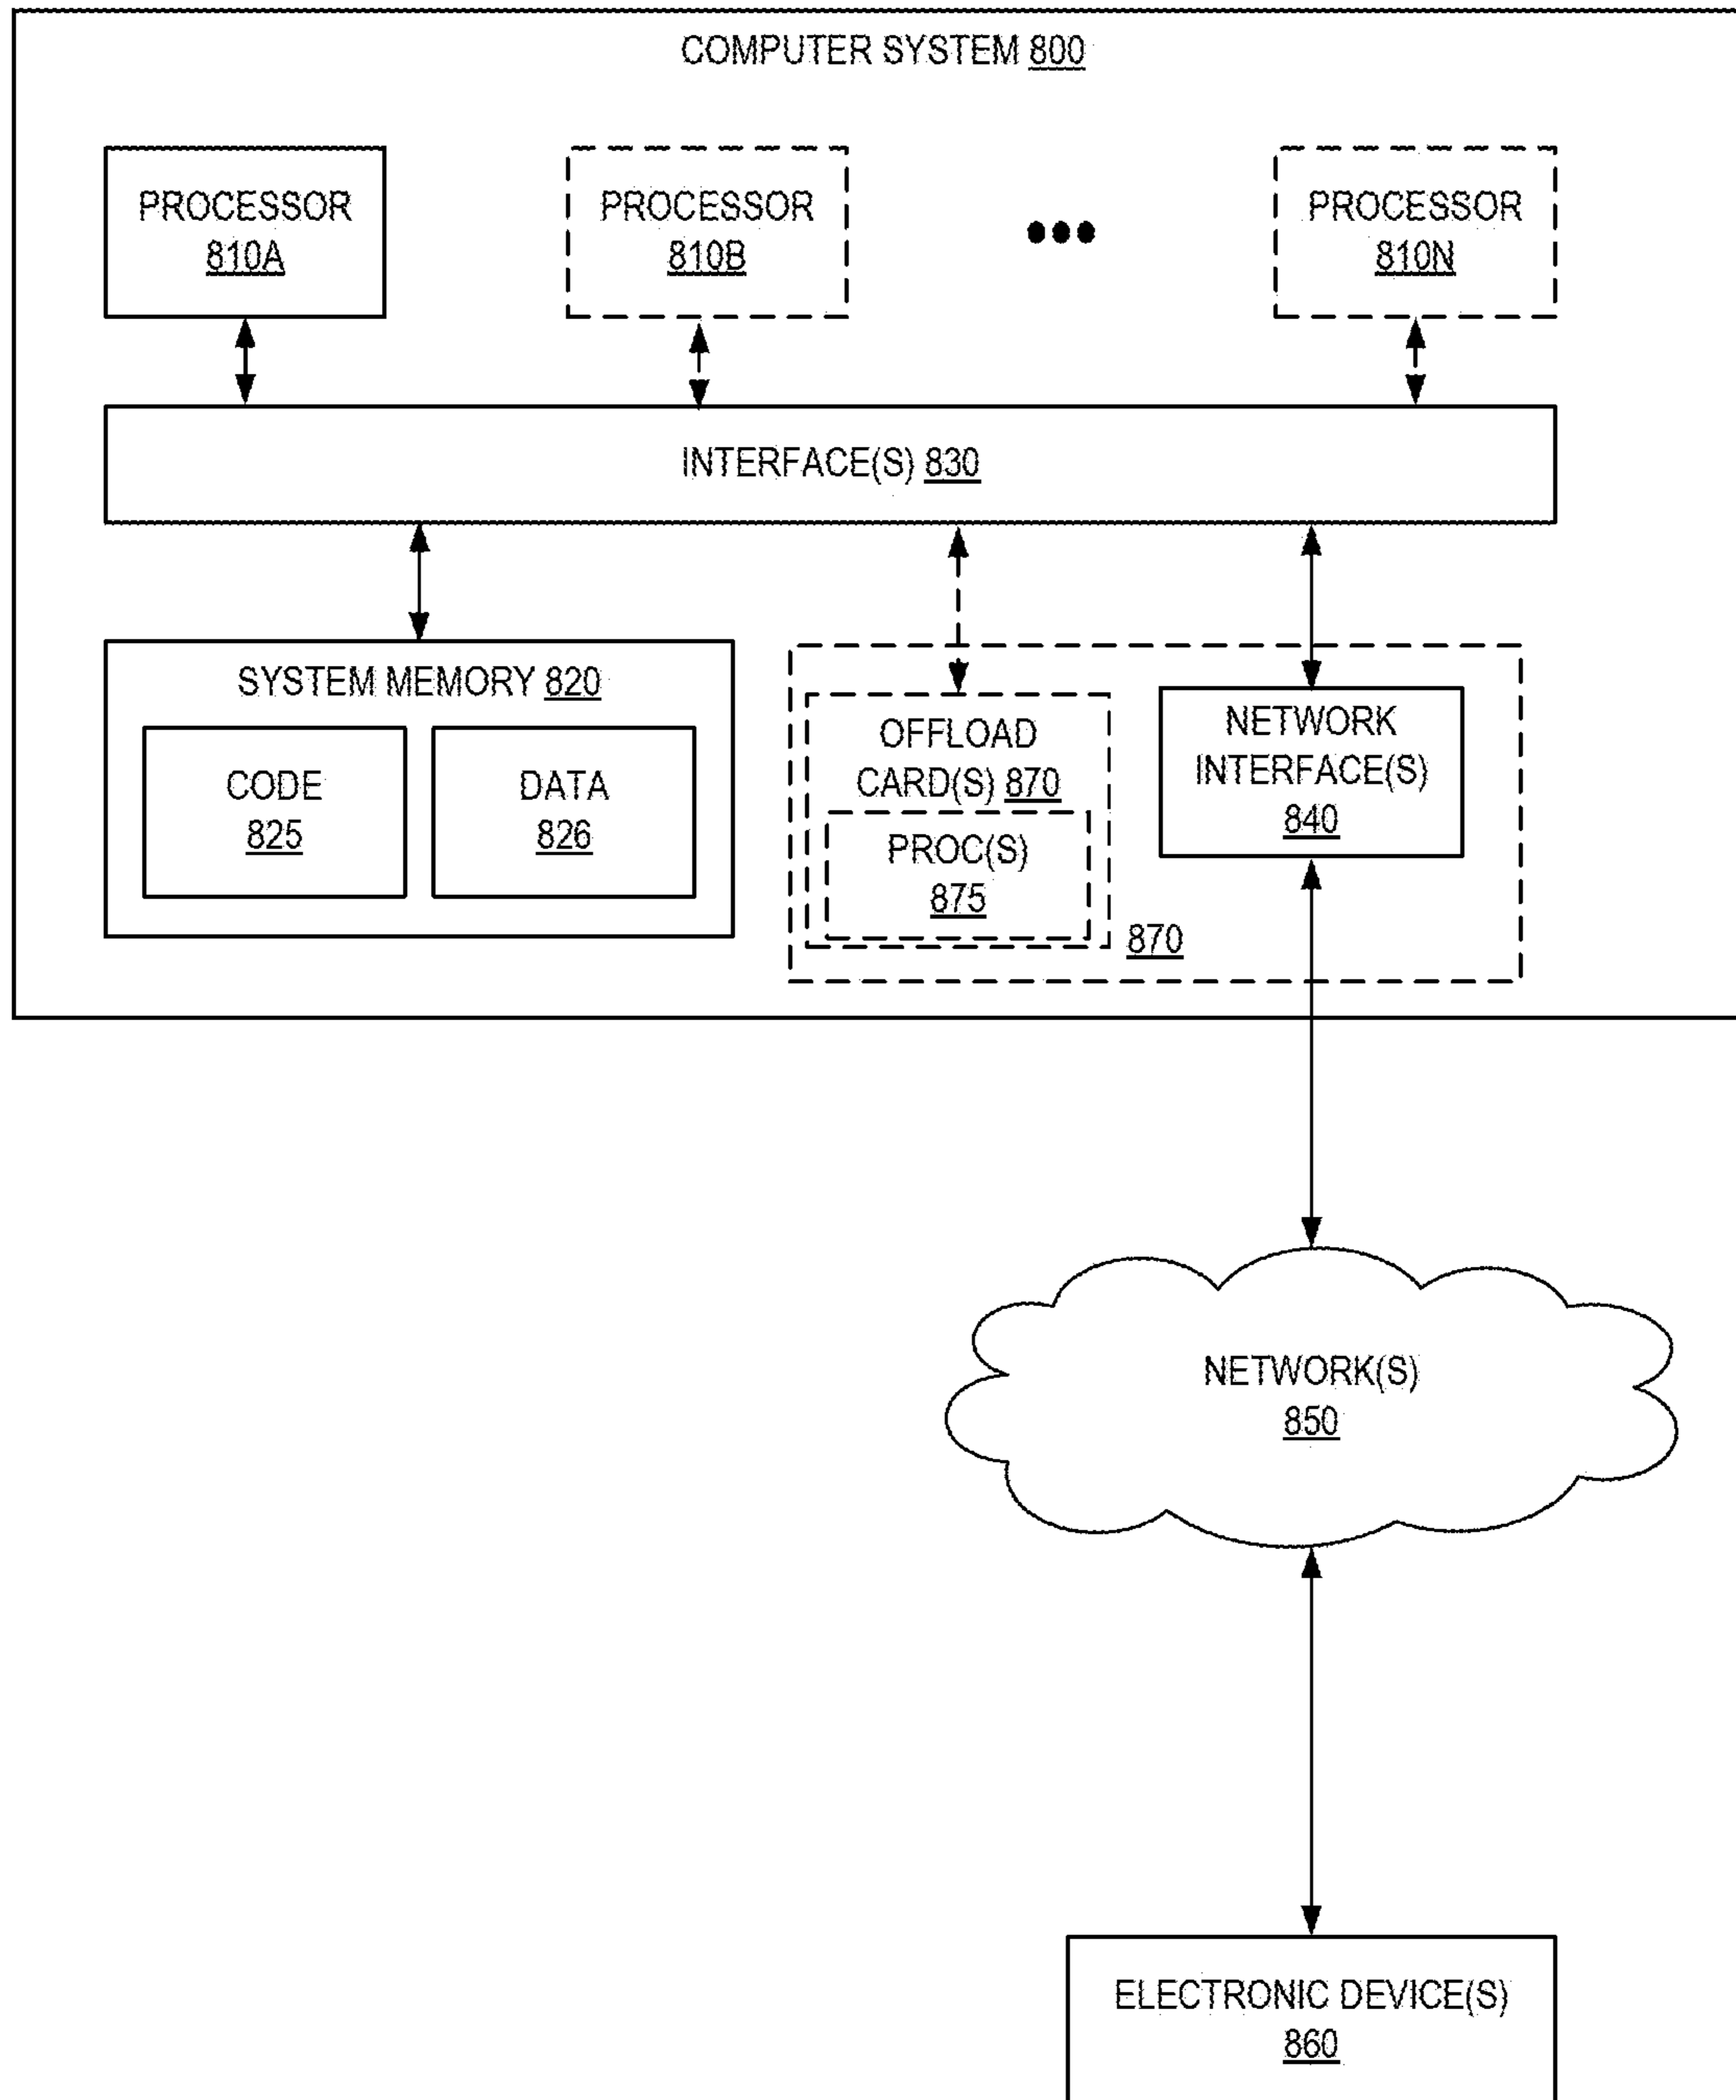 COMPUTER SYSTEM 800
PROCESSOR
810A
PROCESSOR
810B
•••
PROCESSOR
810N
INTERFACE(S) 830
SYSTEM MEMORY 820
CODE
825
DATA
826
OFFLOAD
CARD(S) 870
PROC(S)
875
870
NETWORK
INTERFACE(S)
840
NETWORK(S)
850
ELECTRONIC DEVICE(S)
860